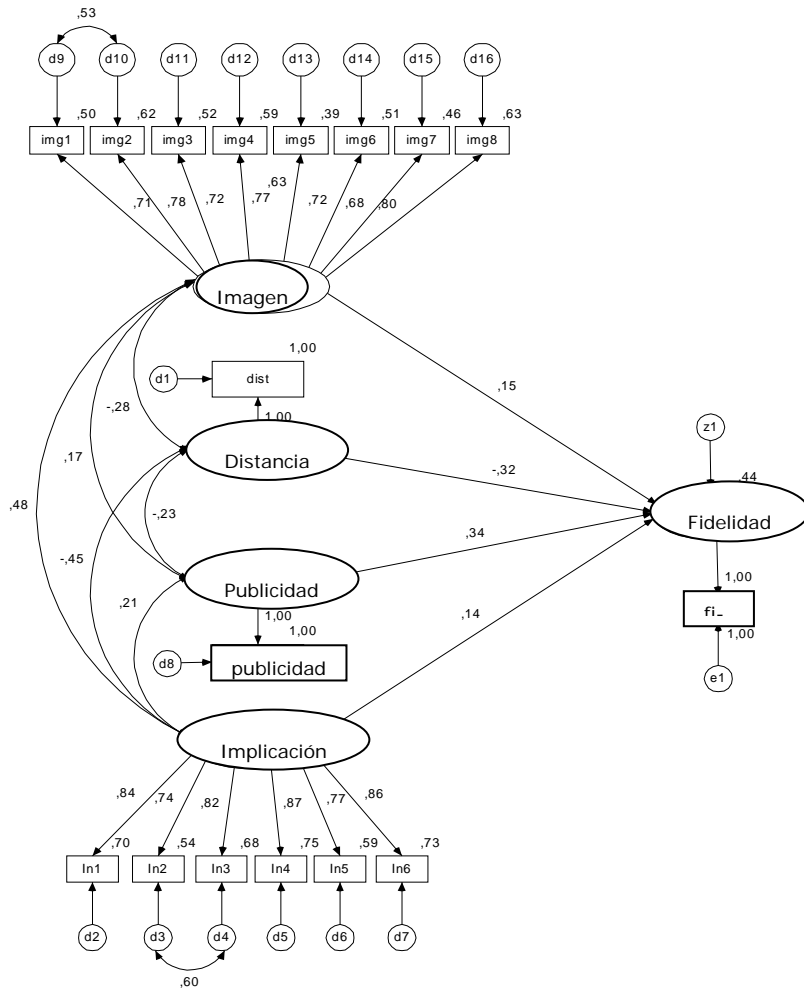 ,53
d9 d10 d11 d12 d13 d14 d15 d16
,50 ,62 ,52 ,59 ,39 ,51 ,46 ,63
img1 img2 img3 img4 img5 img6 img7 img8
,71 ,78 ,72 ,77 ,63 ,72 ,68 ,80
Imagen
1,00
d1 dist
1,00
,15
-,28
z1
Distancia
,44
,17
-,32
Fidelidad
,48
-,23
,34
-,45
Publicidad
1,00
,21
1,00
1,00
,14
fi_
1,00
d8 publicidad
e1
Implicación
,84 ,74 ,82 ,87 ,77 ,86
,70 ,54 ,68 ,75 ,59 ,73
In1 In2 In3 In4 In5 In6
d2 d3 d4 d5 d6 d7
,60